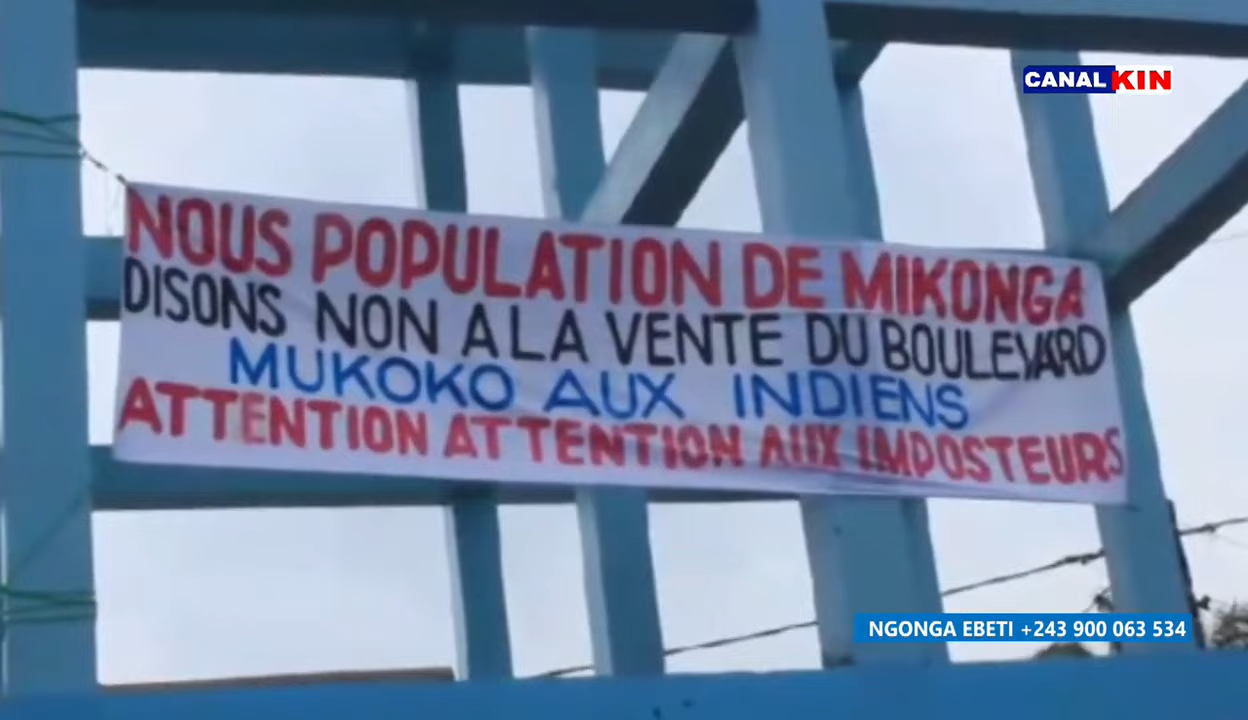 CANAL KIN
NOUS POPULATION DE MIKONGA
DISONS NON A LA VENTE DU BOULEVARD
MUKOKO AUX INDIENS
ATTENTION ATTENTION AUX IMPOSTEURS
NGONGA EBETI +243 900 063 534